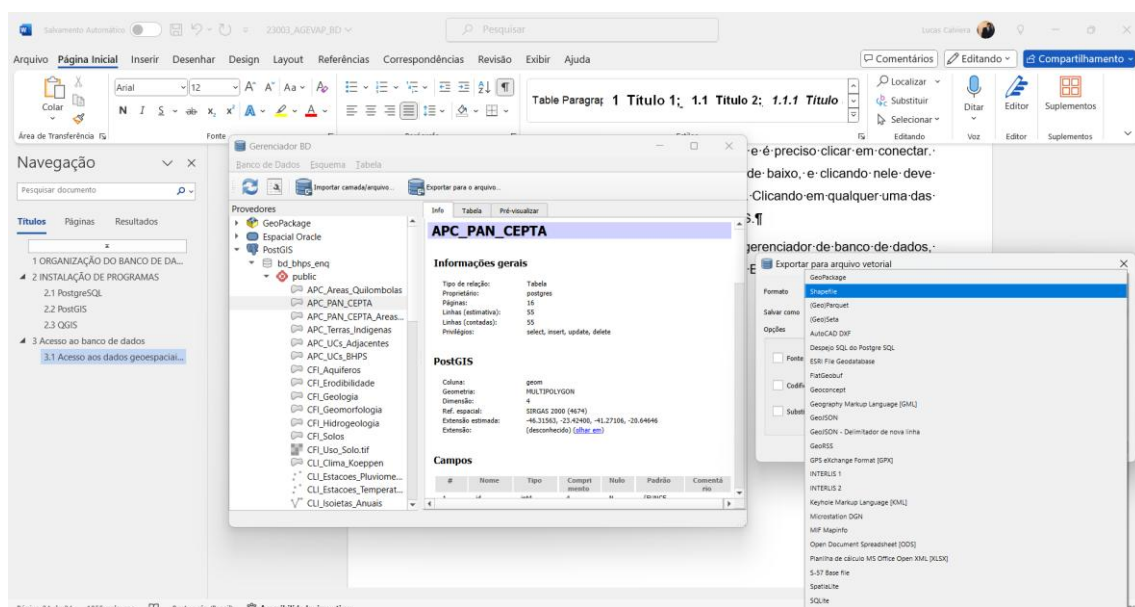 Salvamento Automático
23003_AGEVAP_BD
Pesquisar
Lucas Calvera
Arquivo Página Inicial Inserir Desenhar Design Layout Referências Correspondências Revisão Exibir Ajuda
Comentários Editando Compartilhamento
Colar
Arial 12 A A Aa
N I S ab x₂ x² A A
Table Paragrap 1 Título 1; 1.1 Título 2; 1.1.1 Título
Localizar
Substituir
Selecionar
Ditar Editor Suplementos
Área de Transferência Fonte Editando Voz Editor Suplementos
Navegação
Pesquisar documento
Títulos Páginas Resultados
1 ORGANIZAÇÃO DO BANCO DE DA...
2 INSTALAÇÃO DE PROGRAMAS
2.1 PostgreSQL
2.2 PostGIS
2.3 QGIS
3 Acesso ao banco de dados
3.1 Acesso aos dados geoespaciai...
Gerenciador BD
Banco de Dados Esquema Tabela
Importar camada/arquivo... Exportar para o arquivo...
Provedores
GeoPackage
Espacial Oracle
PostGIS
bd_bhps_enq
public
APC_Areas_Quilombolas
APC_PAN_CEPTA
APC_PAN_CEPTA_Areas...
APC_Terras_Indigenas
APC_UCs_Adjacentes
APC_UCs_BHPS
CFI_Aquiferos
CFI_Erodibilidade
CFI_Geologia
CFI_Geomorfologia
CFI_Hidrogeologia
CFI_Solos
CFI_Uso_Solo.tif
CLI_Clima_Koeppen
CLI_Estacoes_Pluviome...
CLI_Estacoes_Temperat...
CLI_Isoietas_Anuais
Info Tabela Pré-visualizar
APC_PAN_CEPTA
Informações gerais
Tipo de relação: Tabela
Proprietário: postgres
Páginas: 16
Linhas (estimativa): 55
Linhas (contadas): 55
Privilégios: select, insert, update, delete
PostGIS
Coluna: geom
Geometria: MULTIPOLYGON
Dimensão: 4
Ref. espacial: SIRGAS 2000 (4674)
Extensão estimada: -46.31563, -23.42400, -41.27106, -20.64646
Extensão: (desconhecido) (olhar em)
Campos
# Nome Tipo Compri mento Nulo Padrão Comentá rio
e·é·preciso·clicar·em·conectar.·
de·baixo,·e·clicando·nele·deve·
·Clicando·em·qualquer·uma·das·
S.¶
gerenciador·de·banco·de·dados,·
Exportar para arquivo vetorial
Formato
Salvar como
Opções
Fonte
GeoPackage
Shapefile
(Geo)Parquet
(Geo)Seta
AutoCAD DXF
Despejo SQL do Postgre SQL
ESRI File Geodatabase
FlatGeobuf
Geoconcept
Geography Markup Language [GML]
GeoJSON
GeoJSON - Delimitador de nova linha
GeoRSS
GPS eXchange Format [GPX]
INTERLIS 1
INTERLIS 2
Keyhole Markup Language [KML]
Microstation DGN
MIF Mapinfo
Open Document Spreadsheet [ODS]
Planilha de cálculo MS Office Open XML [XLSX]
S-57 Base file
SpatiaLite
SQLite